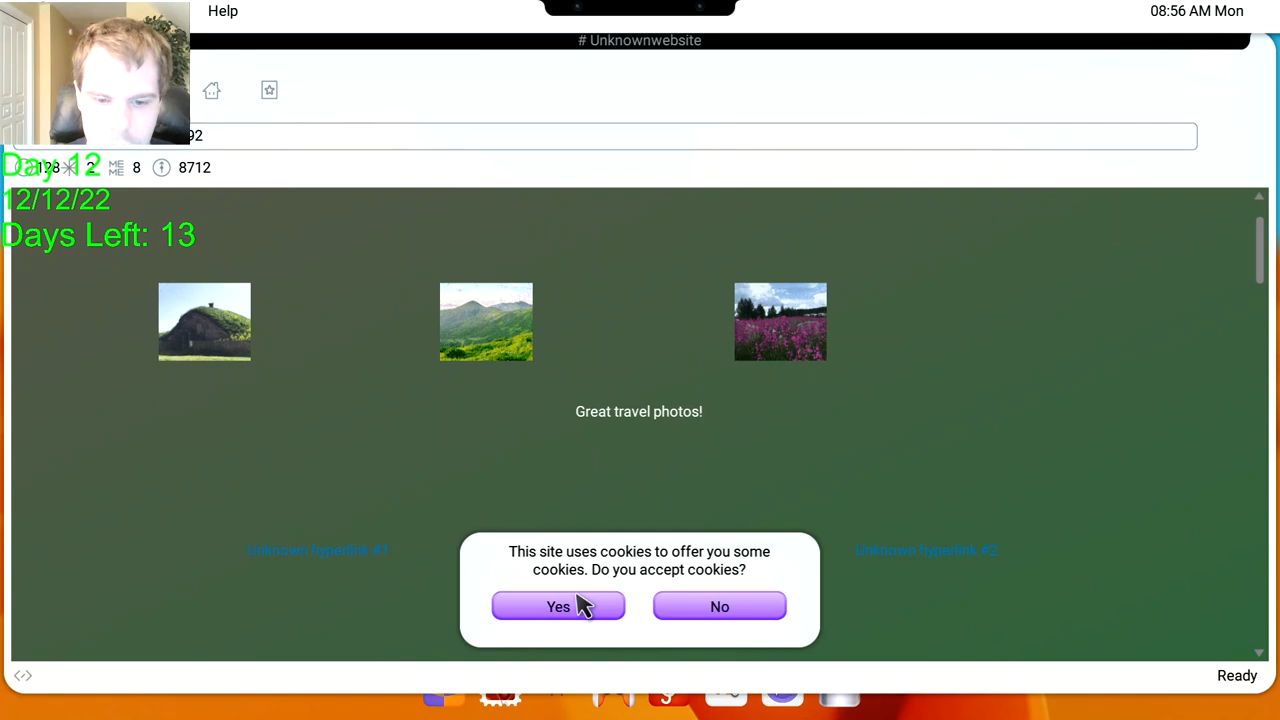 Help
08:56 AM Mon
# Unknownwebsite
92
128 2 8 8712
Day 12
12/12/22
Days Left: 13
Great travel photos!
Unknown hyperlink #1
Unknown hyperlink #2
This site uses cookies to offer you some
cookies. Do you accept cookies?
Yes No
Ready